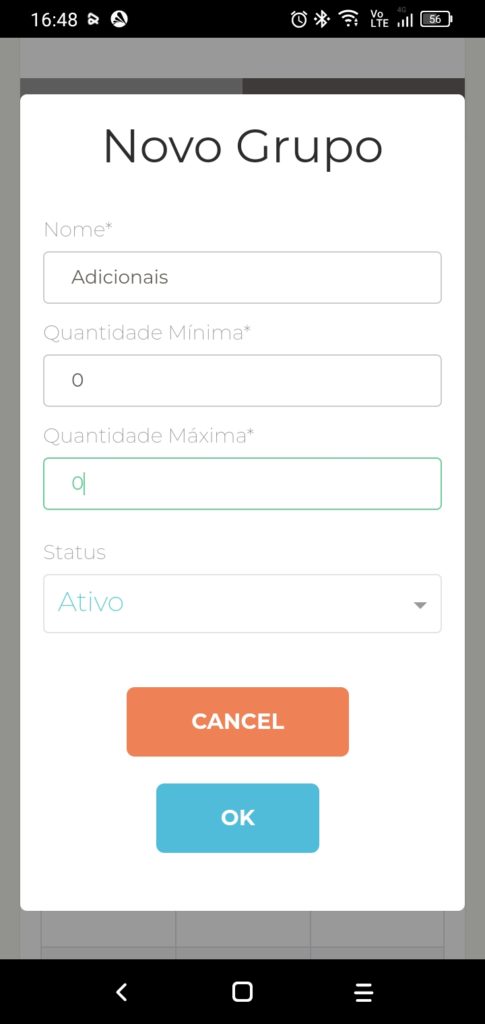 16:48
Vo
LTE
4G
56
Novo Grupo
Nome*
Adicionais
Quantidade Mínima*
0
Quantidade Máxima*
0
Status
Ativo
CANCEL
OK